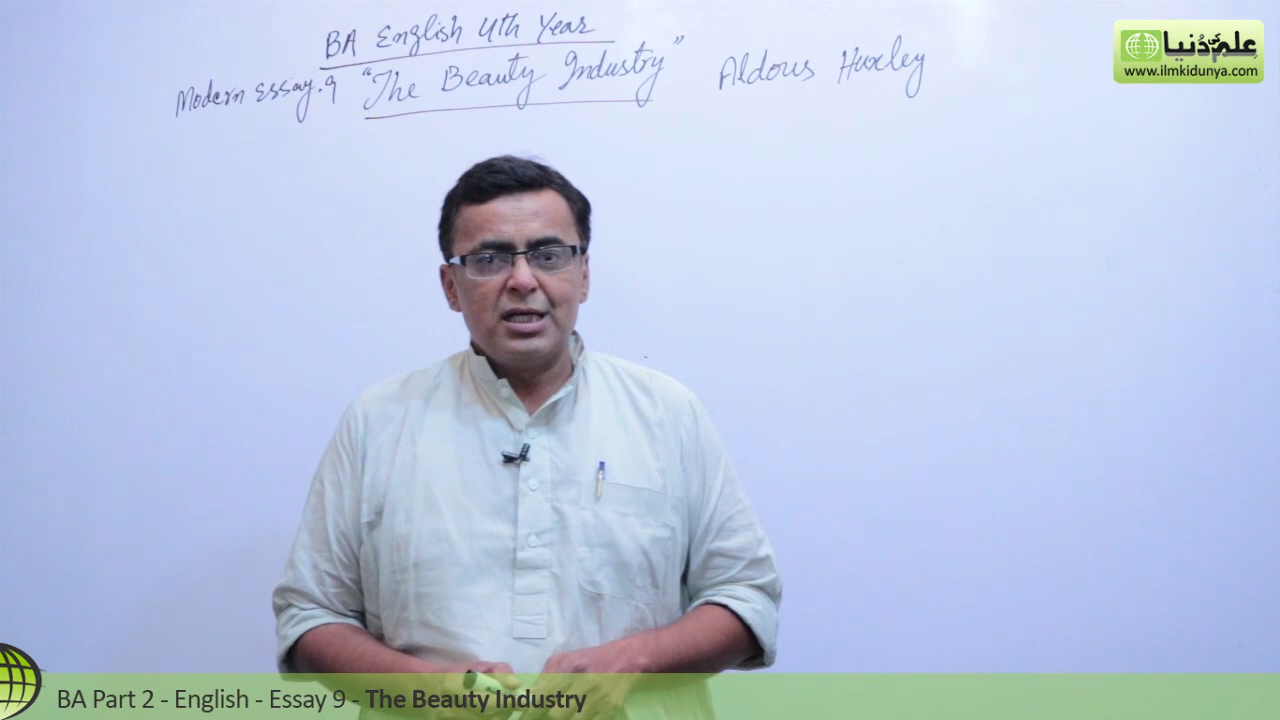 BA English 4th Year
Modern Essay.9 "The Beauty Industry" Aldous Huxley
علم کی دُنیا
www.ilmkidunya.com
BA Part 2 - English - Essay 9 - The Beauty Industry